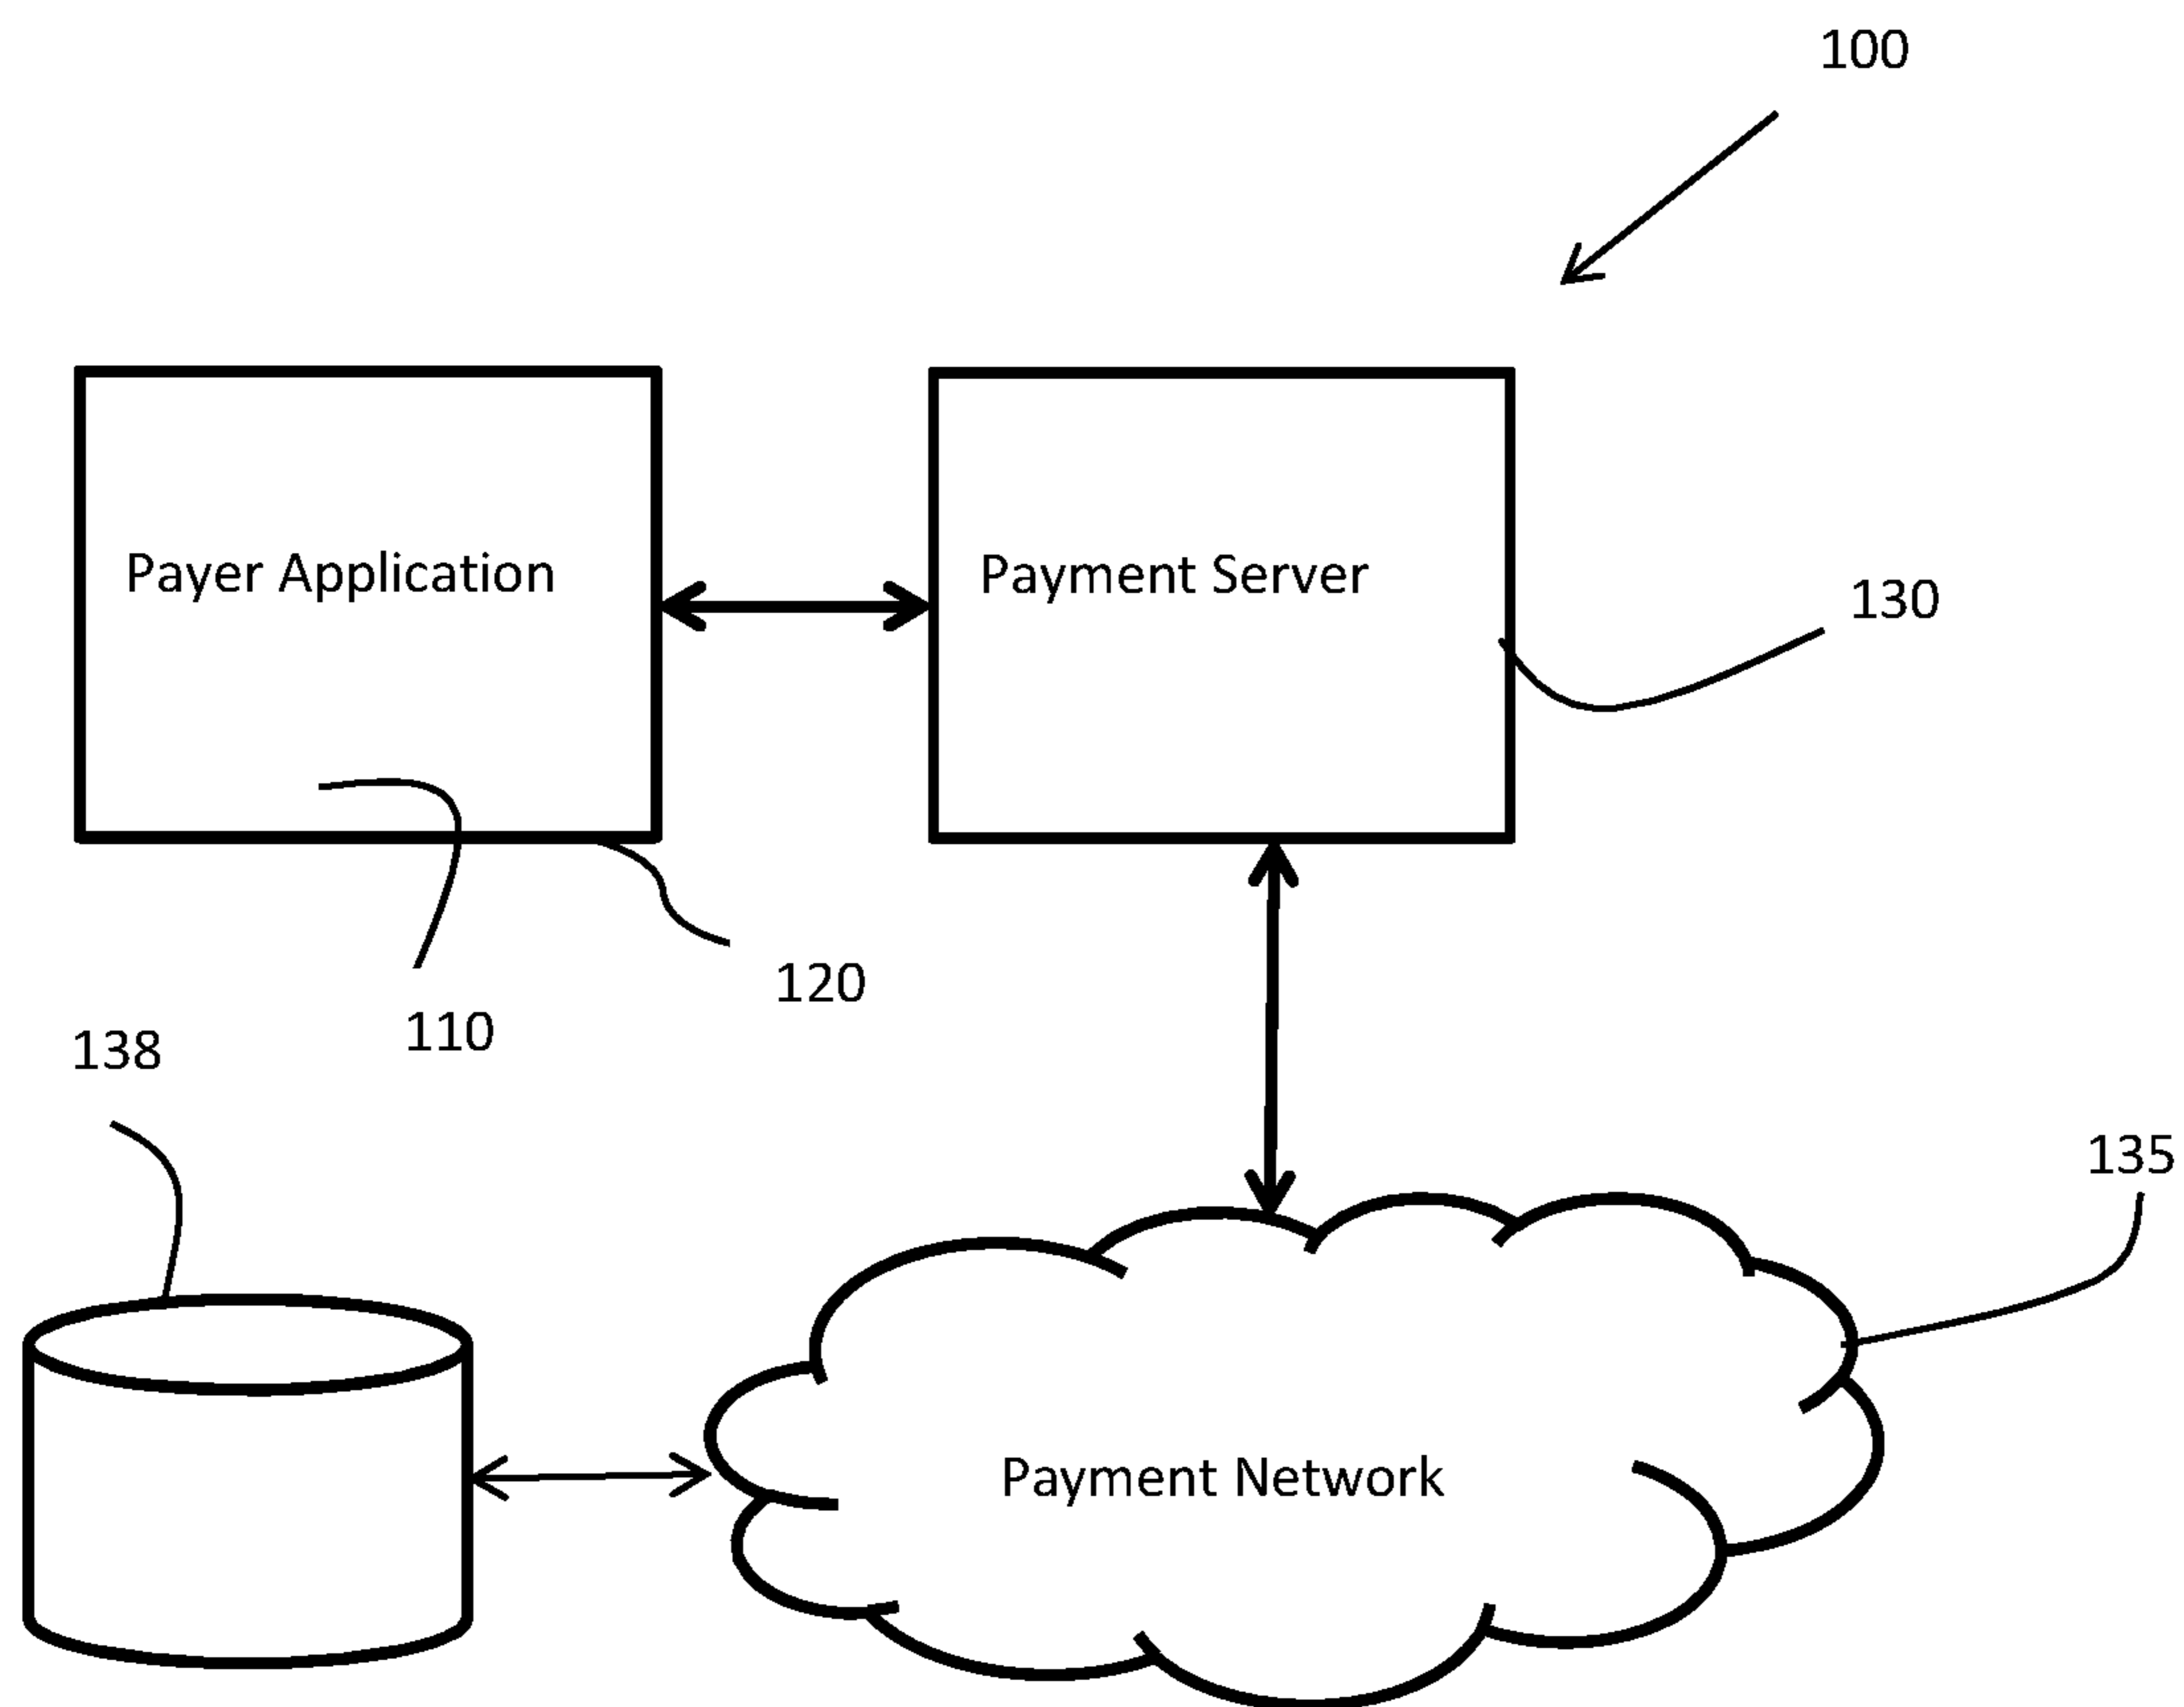 100
Payer Application
Payment Server
130
120
110
138
135
Payment Network